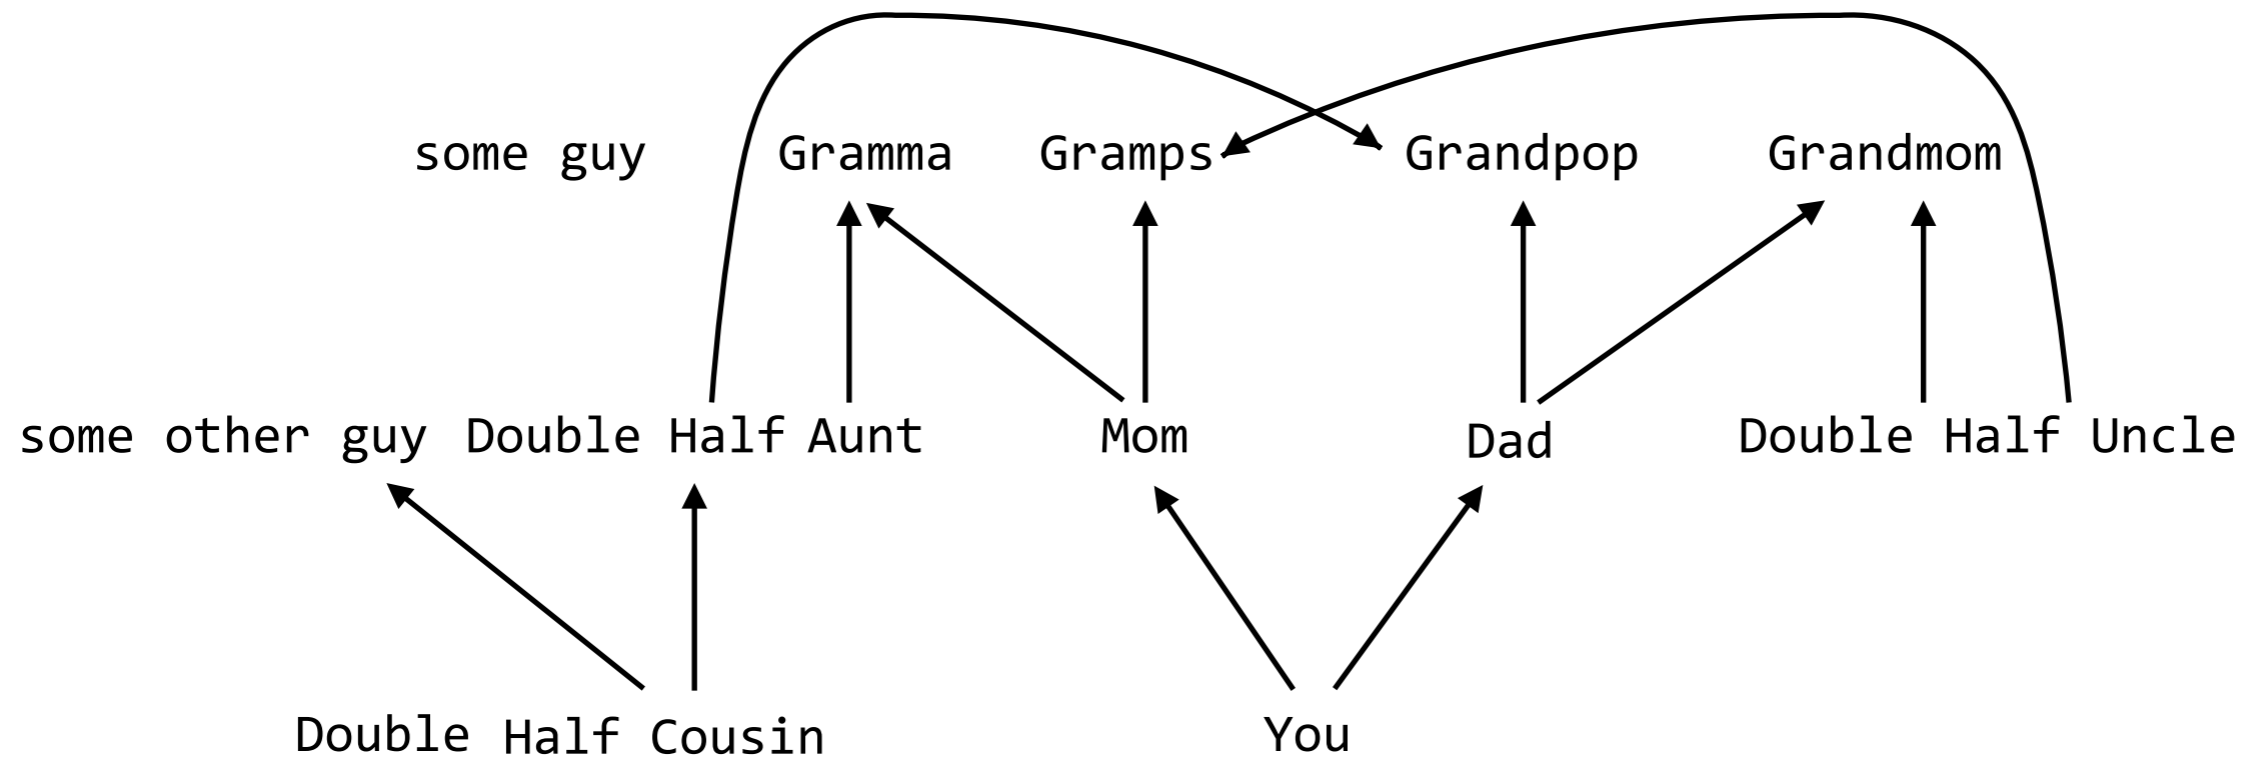 some guy Gramma Gramps Grandpop Grandmom
some other guy Double Half Aunt Mom Dad Double Half Uncle
Double Half Cousin You